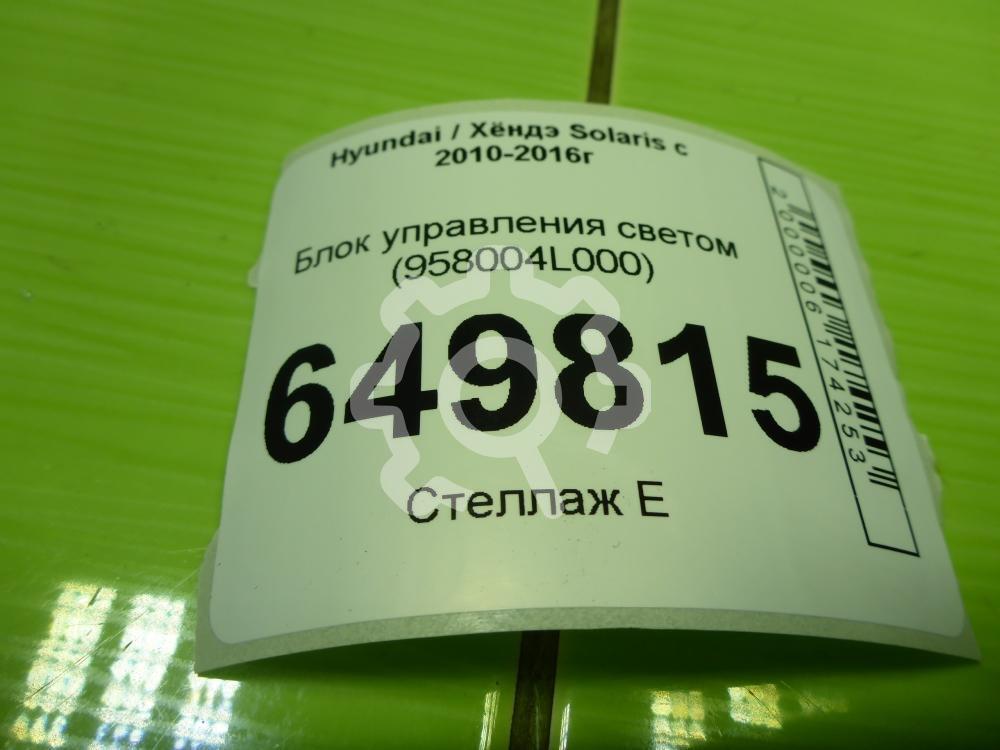 Hyundai / Хёндэ Solaris с
2010-2016г
Блок управления светом
(958004L000)
649815
Стеллаж E
2000006174253